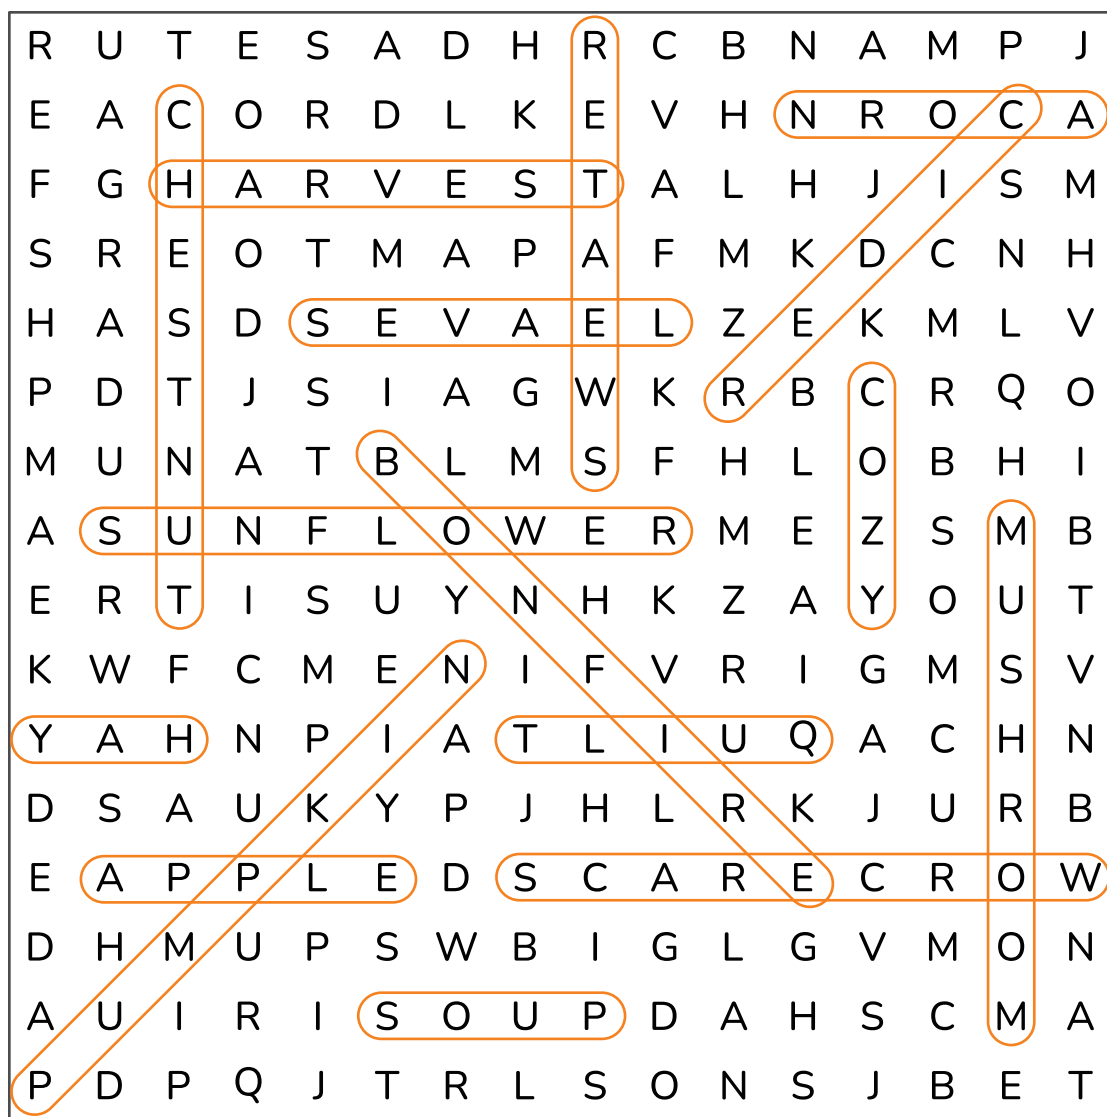 R U T E S A D H R C B N A M P J
E A C O R D L K E V H N R O C A
F G H A R V E S T A L H J I S M
S R E O T M A P A F M K D C N H
H A S D S E V A E L Z E K M L V
P D T J S I A G W K R B C R Q O
M U N A T B L M S F H L O B H I
A S U N F L O W E R M E Z S M B
E R T I S U Y N H K Z A Y O U T
K W F C M E N I F V R I G M S V
Y A H N P I A T L I U Q A C H N
D S A U K Y P J H L R K J U R B
E A P P L E D S C A R E C R O W
D H M U P S W B I G L G V M O N
A U I R I S O U P D A H S C M A
P D P Q J T R L S O N S J B E T